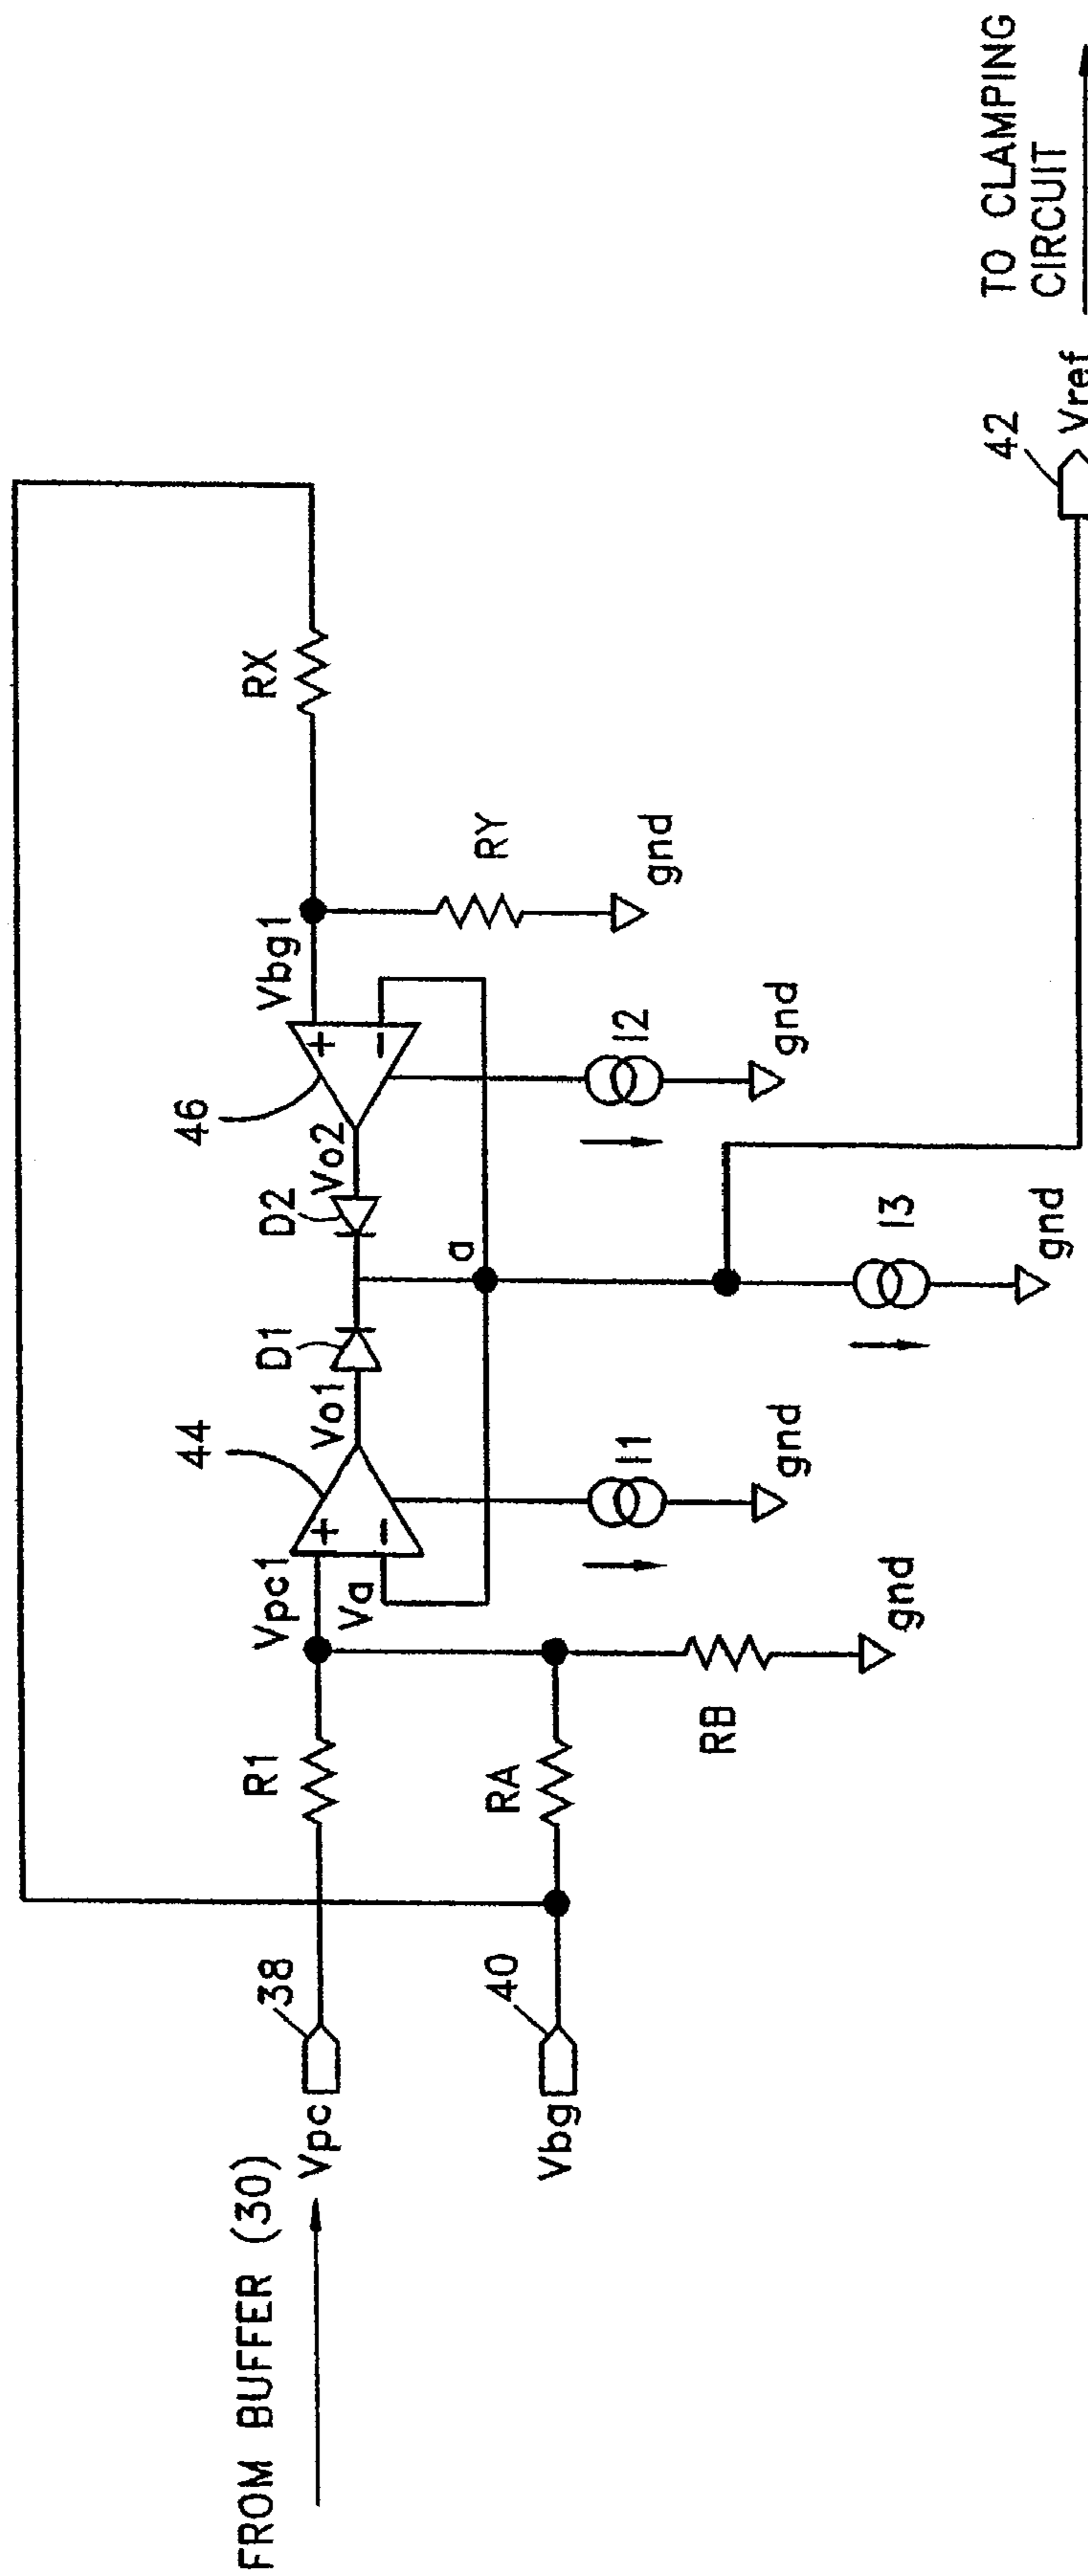 FROM BUFFER (30)
Vpc
38
R1
Vpc1
+
Va
-
44
Vo1
D1
D2
Vo2
46
a
+
-
Vbg1
RX
RY
gnd
Vbg
40
RA
RB
gnd
I1
gnd
I2
gnd
I3
gnd
42
Vref
TO CLAMPING
CIRCUIT